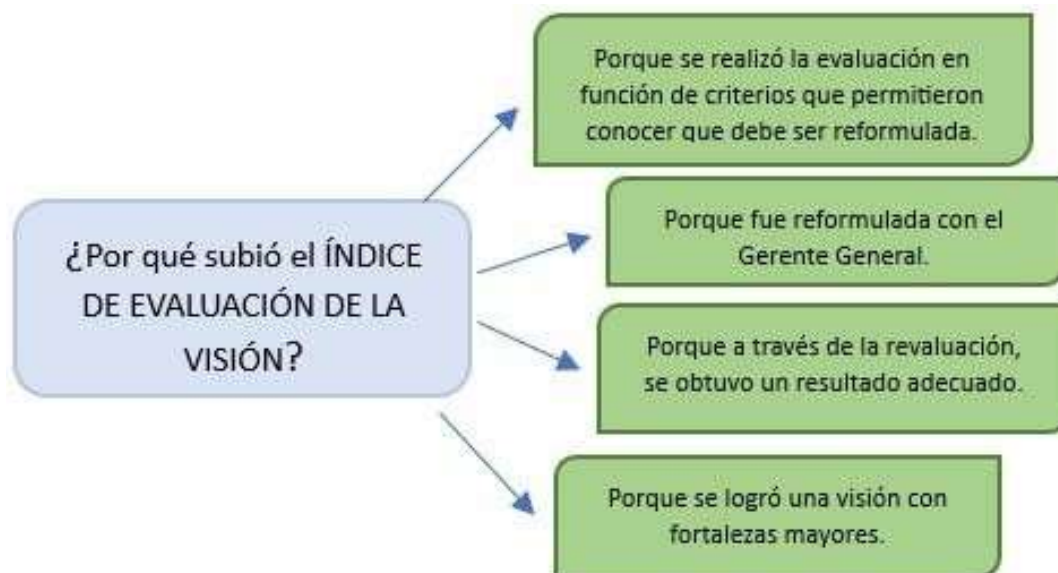 ¿Por qué subió el ÍNDICE
DE EVALUACIÓN DE LA
VISIÓN?
Porque se realizó la evaluación en
función de criterios que permitieron
conocer que debe ser reformulada.
Porque fue reformulada con el
Gerente General.
Porque a través de la revaluación,
se obtuvo un resultado adecuado.
Porque se logró una visión con
fortalezas mayores.